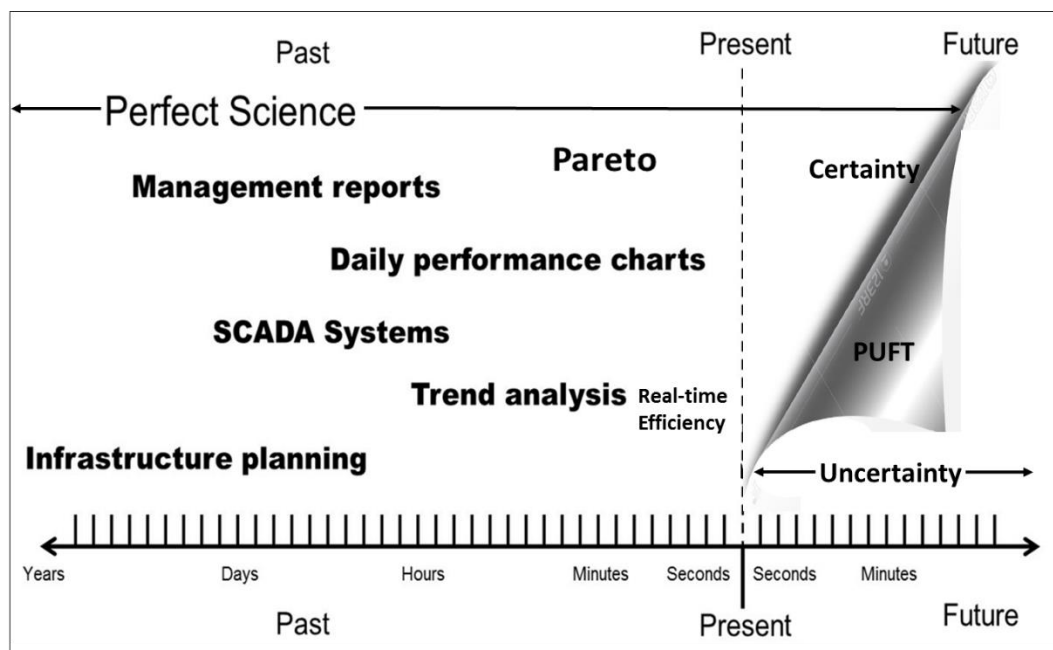 Past
Present
Future
Perfect Science
Pareto
Certainty
Management reports
Daily performance charts
SCADA Systems
PUFT
Trend analysis
Real-time
Efficiency
Infrastructure planning
Uncertainty
Years
Days
Hours
Minutes
Seconds
Seconds
Minutes
Past
Present
Future
123RF